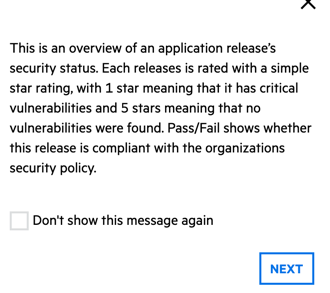 This is an overview of an application release's
security status. Each releases is rated with a simple
star rating, with 1 star meaning that it has critical
vulnerabilities and 5 stars meaning that no
vulnerabilities were found. Pass/Fail shows whether
this release is compliant with the organizations
security policy.
Don't show this message again
NEXT